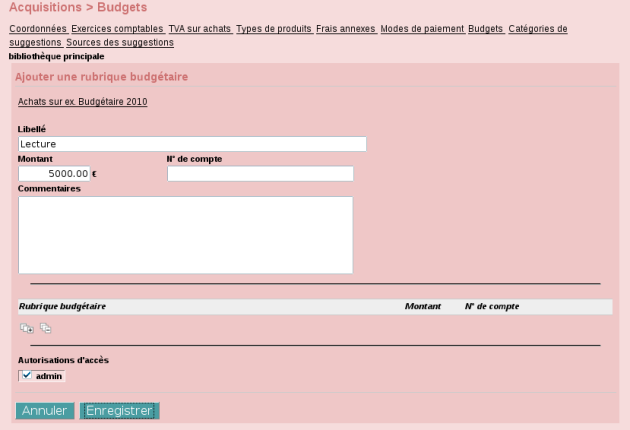 Acquisitions > Budgets
Coordonnées Exercices comptables TVA sur achats Types de produits Frais annexes Modes de paiement Budgets Catégories de
suggestions Sources des suggestions
bibliothèque principale
Ajouter une rubrique budgétaire
Achats sur ex. Budgétaire 2010
Libellé
Lecture
Montant N° de compte
5000.00 €
Commentaires
Rubrique budgétaire Montant N° de compte
Autorisations d'accès
admin
Annuler Enregistrer